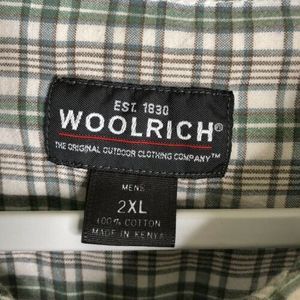 EST. 1830
WOOLRICH®
THE ORIGINAL OUTDOOR CLOTHING COMPANY™
MENS
2XL
100% COTTON
MADE IN KENYA